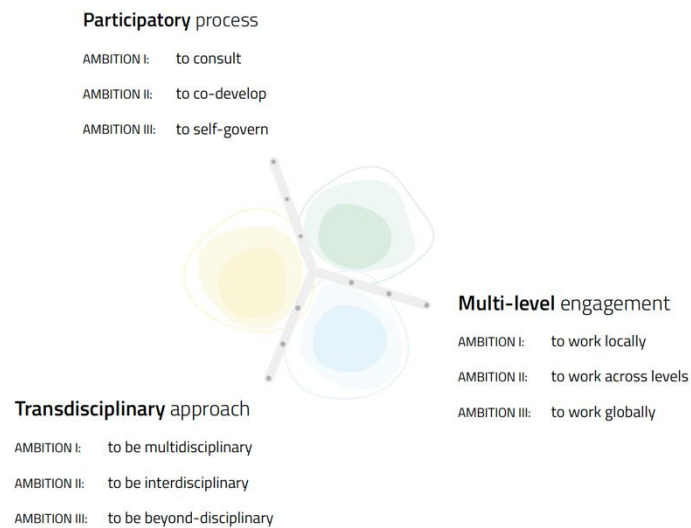 Participatory process
AMBITION I: to consult
AMBITION II: to co-develop
AMBITION III: to self-govern
Multi-level engagement
AMBITION I: to work locally
AMBITION II: to work across levels
AMBITION III: to work globally
Transdisciplinary approach
AMBITION I: to be multidisciplinary
AMBITION II: to be interdisciplinary
AMBITION III: to be beyond-disciplinary